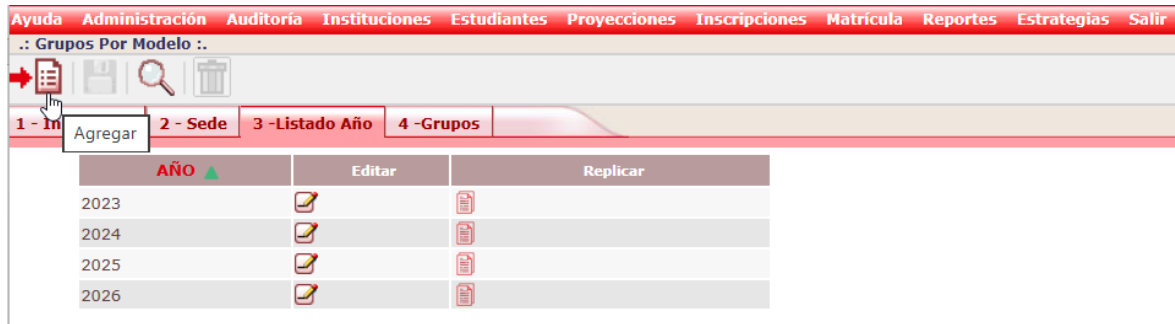 Ayuda Administración Auditoría Instituciones Estudiantes Proyecciones Inscripciones Matrícula Reportes Estrategias Salir
.: Grupos Por Modelo :.
1 - In
Agregar
2 - Sede
3 -Listado Año
4 -Grupos
AÑO Editar Replicar
2023
2024
2025
2026